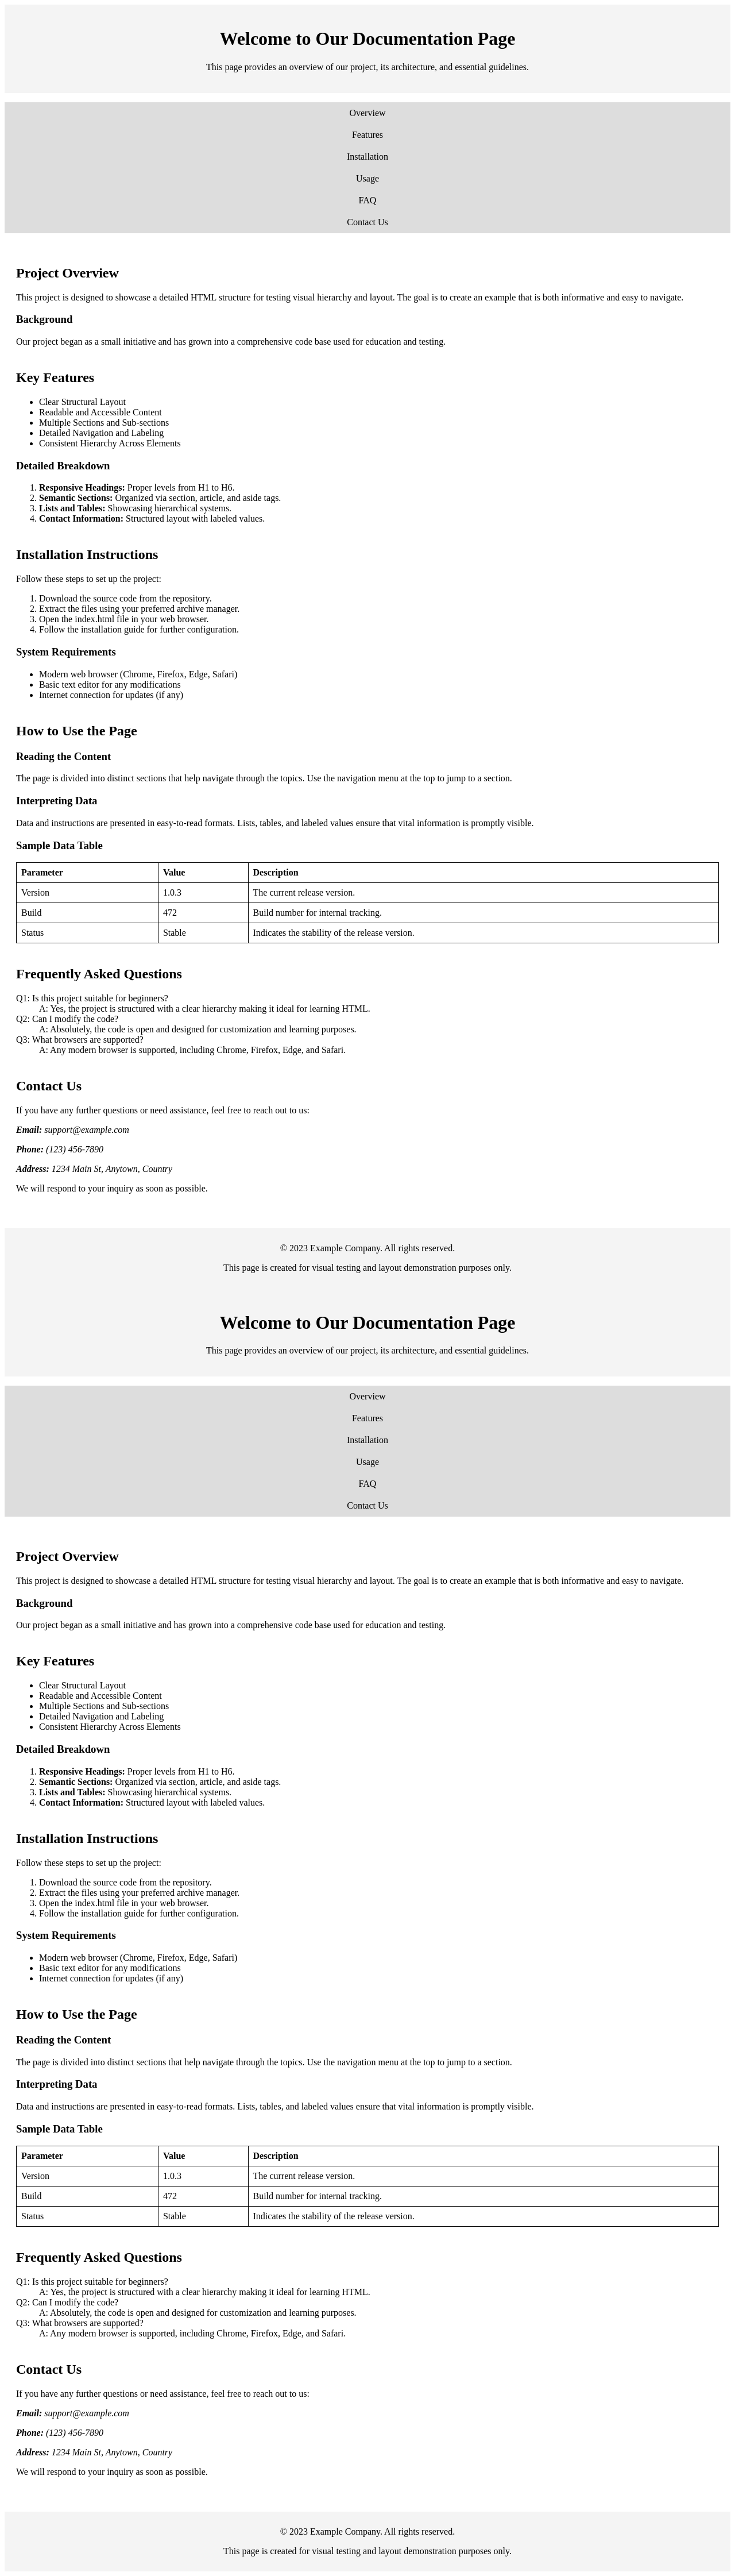 Welcome to Our Documentation Page
This page provides an overview of our project, its architecture, and essential guidelines.
Overview
Features
Installation
Usage
FAQ
Contact Us
Project Overview
This project is designed to showcase a detailed HTML structure for testing visual hierarchy and layout. The goal is to create an example that is both informative and easy to navigate.
Background
Our project began as a small initiative and has grown into a comprehensive code base used for education and testing.
Key Features
• Clear Structural Layout
• Readable and Accessible Content
• Multiple Sections and Sub-sections
• Detailed Navigation and Labeling
• Consistent Hierarchy Across Elements
Detailed Breakdown
1. Responsive Headings: Proper levels from H1 to H6.
2. Semantic Sections: Organized via section, article, and aside tags.
3. Lists and Tables: Showcasing hierarchical systems.
4. Contact Information: Structured layout with labeled values.
Installation Instructions
Follow these steps to set up the project:
1. Download the source code from the repository.
2. Extract the files using your preferred archive manager.
3. Open the index.html file in your web browser.
4. Follow the installation guide for further configuration.
System Requirements
• Modern web browser (Chrome, Firefox, Edge, Safari)
• Basic text editor for any modifications
• Internet connection for updates (if any)
How to Use the Page
Reading the Content
The page is divided into distinct sections that help navigate through the topics. Use the navigation menu at the top to jump to a section.
Interpreting Data
Data and instructions are presented in easy-to-read formats. Lists, tables, and labeled values ensure that vital information is promptly visible.
Sample Data Table
Parameter Value Description
Version 1.0.3 The current release version.
Build 472 Build number for internal tracking.
Status Stable Indicates the stability of the release version.
Frequently Asked Questions
Q1: Is this project suitable for beginners?
A: Yes, the project is structured with a clear hierarchy making it ideal for learning HTML.
Q2: Can I modify the code?
A: Absolutely, the code is open and designed for customization and learning purposes.
Q3: What browsers are supported?
A: Any modern browser is supported, including Chrome, Firefox, Edge, and Safari.
Contact Us
If you have any further questions or need assistance, feel free to reach out to us:
Email: support@example.com
Phone: (123) 456-7890
Address: 1234 Main St, Anytown, Country
We will respond to your inquiry as soon as possible.
© 2023 Example Company. All rights reserved.
This page is created for visual testing and layout demonstration purposes only.
Welcome to Our Documentation Page
This page provides an overview of our project, its architecture, and essential guidelines.
Overview
Features
Installation
Usage
FAQ
Contact Us
Project Overview
This project is designed to showcase a detailed HTML structure for testing visual hierarchy and layout. The goal is to create an example that is both informative and easy to navigate.
Background
Our project began as a small initiative and has grown into a comprehensive code base used for education and testing.
Key Features
• Clear Structural Layout
• Readable and Accessible Content
• Multiple Sections and Sub-sections
• Detailed Navigation and Labeling
• Consistent Hierarchy Across Elements
Detailed Breakdown
1. Responsive Headings: Proper levels from H1 to H6.
2. Semantic Sections: Organized via section, article, and aside tags.
3. Lists and Tables: Showcasing hierarchical systems.
4. Contact Information: Structured layout with labeled values.
Installation Instructions
Follow these steps to set up the project:
1. Download the source code from the repository.
2. Extract the files using your preferred archive manager.
3. Open the index.html file in your web browser.
4. Follow the installation guide for further configuration.
System Requirements
• Modern web browser (Chrome, Firefox, Edge, Safari)
• Basic text editor for any modifications
• Internet connection for updates (if any)
How to Use the Page
Reading the Content
The page is divided into distinct sections that help navigate through the topics. Use the navigation menu at the top to jump to a section.
Interpreting Data
Data and instructions are presented in easy-to-read formats. Lists, tables, and labeled values ensure that vital information is promptly visible.
Sample Data Table
Parameter Value Description
Version 1.0.3 The current release version.
Build 472 Build number for internal tracking.
Status Stable Indicates the stability of the release version.
Frequently Asked Questions
Q1: Is this project suitable for beginners?
A: Yes, the project is structured with a clear hierarchy making it ideal for learning HTML.
Q2: Can I modify the code?
A: Absolutely, the code is open and designed for customization and learning purposes.
Q3: What browsers are supported?
A: Any modern browser is supported, including Chrome, Firefox, Edge, and Safari.
Contact Us
If you have any further questions or need assistance, feel free to reach out to us:
Email: support@example.com
Phone: (123) 456-7890
Address: 1234 Main St, Anytown, Country
We will respond to your inquiry as soon as possible.
© 2023 Example Company. All rights reserved.
This page is created for visual testing and layout demonstration purposes only.